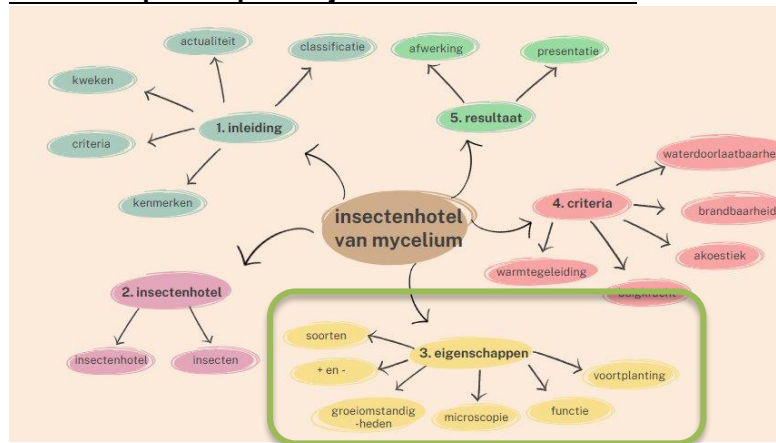 actualiteit
classificatie
afwerking
presentatie
kweken
1. inleiding
5. resultaat
criteria
waterdoorlaatbaarhe
kenmerken
insectenhotel
van mycelium
4. criteria
brandbaarheid
akoestiek
warmtegeleiding
2. insectenhotel
insectenhotel
insecten
soorten
+ en -
3. eigenschappen
voortplanting
groeiomstandig
-heden
microscopie
functie